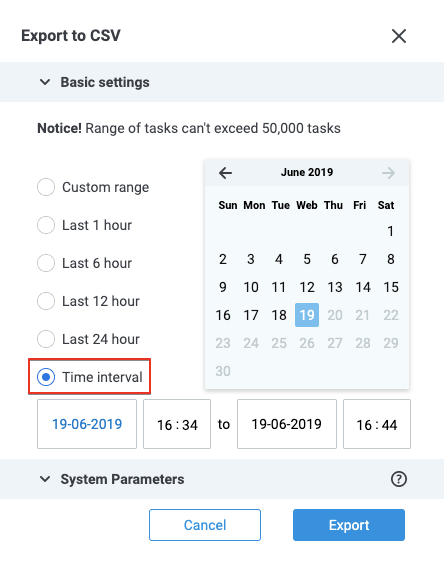 Export to CSV
Basic settings
Notice! Range of tasks can't exceed 50,000 tasks
Custom range
Last 1 hour
Last 6 hour
Last 12 hour
Last 24 hour
Time interval
June 2019
Sun Mon Tue Web Thu Fri Sat
1
2 3 4 5 6 7 8
9 10 11 12 13 14 15
16 17 18 19 20 21 22
23 24 25 26 27 28 29
30
19-06-2019 16 : 34 to 19-06-2019 16 : 44
System Parameters ?
Cancel Export